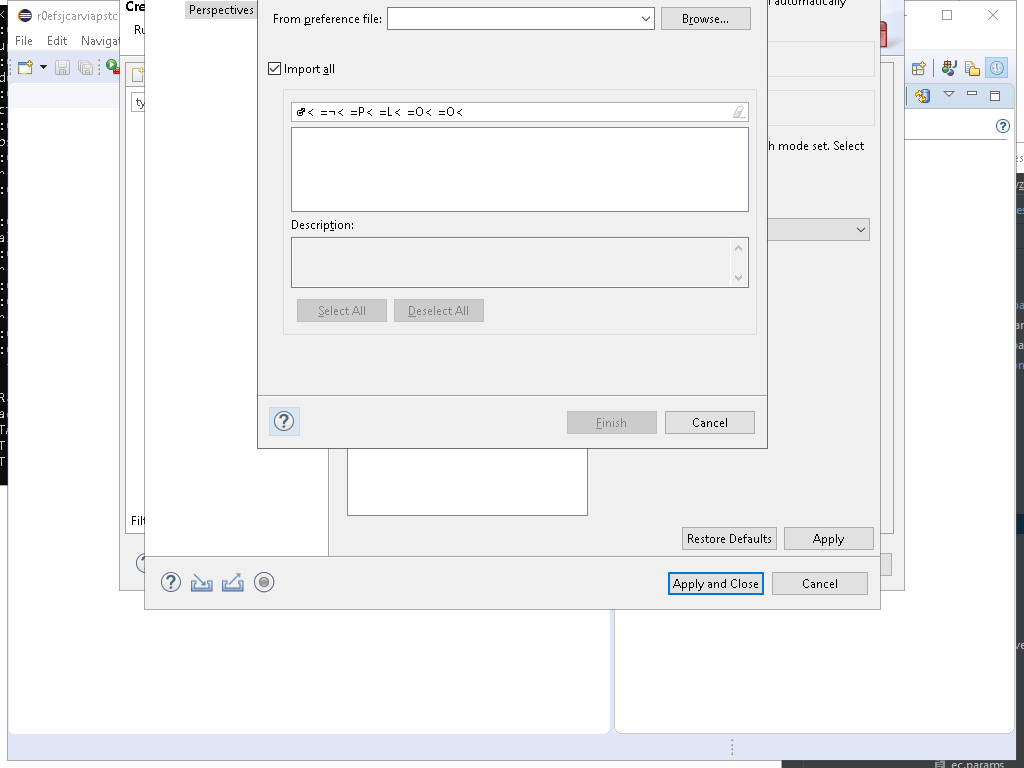 r0efsjcarviapstc
Cre
Perspectives
From preference file:
Browse...
automatically
Ru
File Edit Naviga
Import all
ty
=¬< =P< =L< =O< =O<
h mode set. Select
Description:
Select All
Deselect All
Finish
Cancel
Filt
Restore Defaults
Apply
Apply and Close
Cancel
ec.params